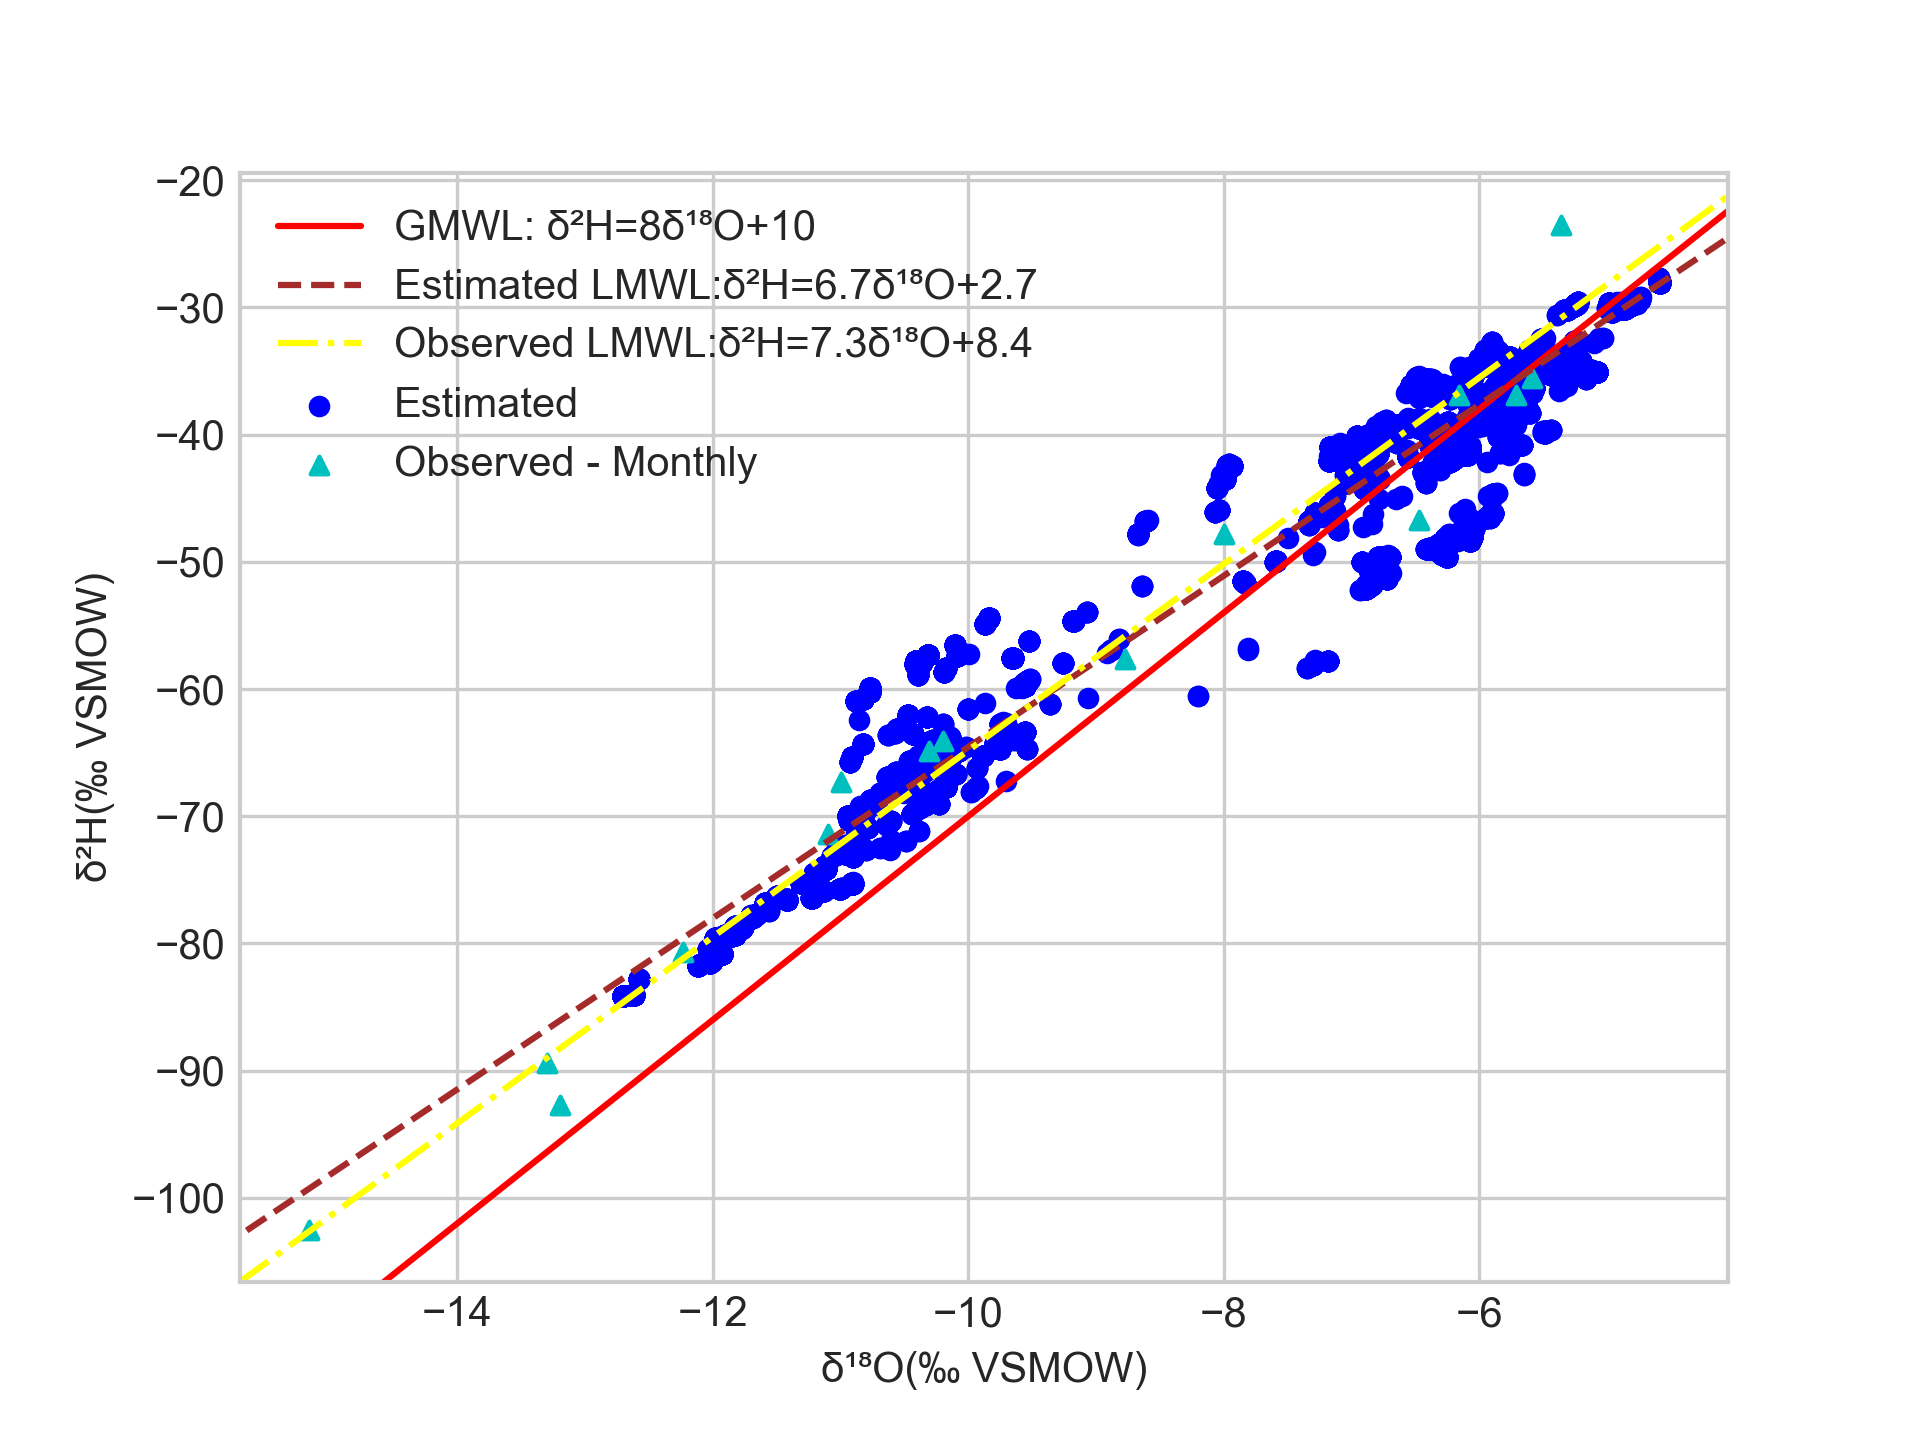 GMWL: δ²H=8δ¹⁸O+10
Estimated LMWL:δ²H=6.7δ¹⁸O+2.7
Observed LMWL:δ²H=7.3δ¹⁸O+8.4
Estimated
Observed - Monthly
−20
−30
−40
−50
−60
−70
−80
−90
−100
δ²H(‰ VSMOW)
−14
−12
−10
−8
−6
δ¹⁸O(‰ VSMOW)